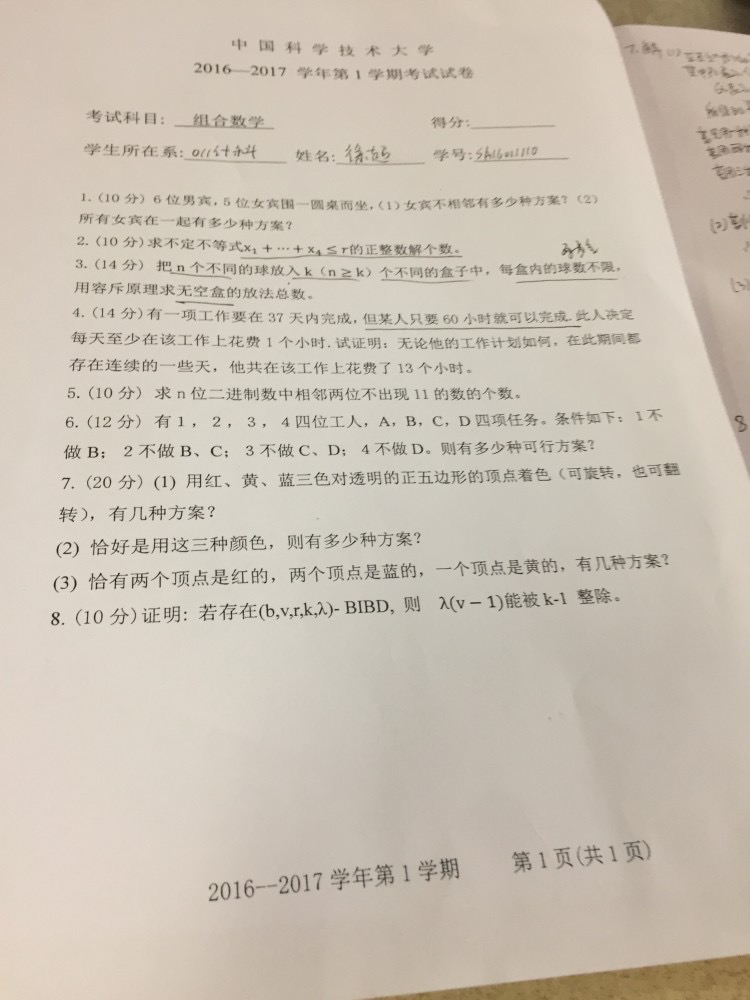 中国科学技术大学
2016—2017 学年第1学期考试试卷
考试科目: 组合数学 得分:
学生所在系: 011 姓名: 徐 学号:
1. (10 分) 6 位男宾, 5 位女宾围一圆桌而坐, (1) 女宾不相邻有多少种方案? (2)
所有女宾在一起有多少种方案?
2. (10 分) 求不定不等式x₁ + ⋯ + x₄ ≤ r的正整数解个数。
3. (14 分) 把 n 个不同的球放入 k (n ≥ k) 个不同的盒子中, 每盒内的球数不限,
用容斥原理求无空盒的放法总数。
4. (14 分) 有一项工作要在 37 天内完成, 但某人只要 60 小时就可以完成. 此人决定
每天至少在该工作上花费 1 个小时. 试证明: 无论他的工作计划如何, 在此期间都
存在连续的一些天, 他共在该工作上花费了 13 个小时。
5. (10 分) 求 n 位二进制数中相邻两位不出现 11 的数的个数。
6. (12 分) 有 1, 2, 3, 4 四位工人, A, B, C, D 四项任务。条件如下: 1 不
做 B; 2 不做 B、C; 3 不做 C、D; 4 不做 D。则有多少种可行方案?
7. (20 分) (1) 用红、黄、蓝三色对透明的正五边形的顶点着色 (可旋转, 也可翻
转), 有几种方案?
(2) 恰好是用这三种颜色, 则有多少种方案?
(3) 恰有两个顶点是红的, 两个顶点是蓝的, 一个顶点是黄的, 有几种方案?
8. (10 分) 证明: 若存在(b,v,r,k,λ)- BIBD, 则 λ(v − 1)能被 k-1 整除。
2016--2017 学年第 1 学期 第 1 页(共 1 页)
7. 解
(2)
(3)
8